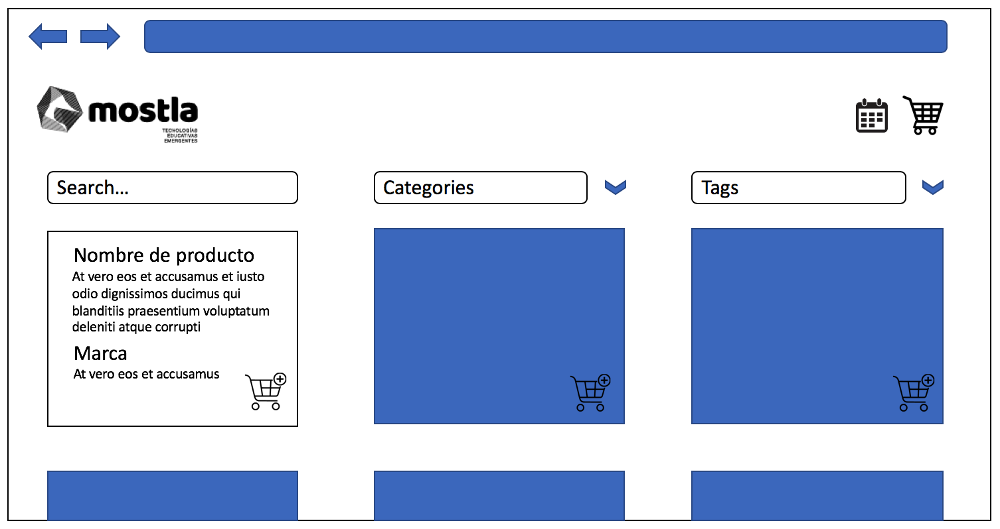 mostla
TECNOLOGÍAS
EDUCATIVAS
EMERGENTES
Search...
Categories
Tags
Nombre de producto
At vero eos et accusamus et iusto
odio dignissimos ducimus qui
blanditiis praesentium voluptatum
deleniti atque corrupti
Marca
At vero eos et accusamus